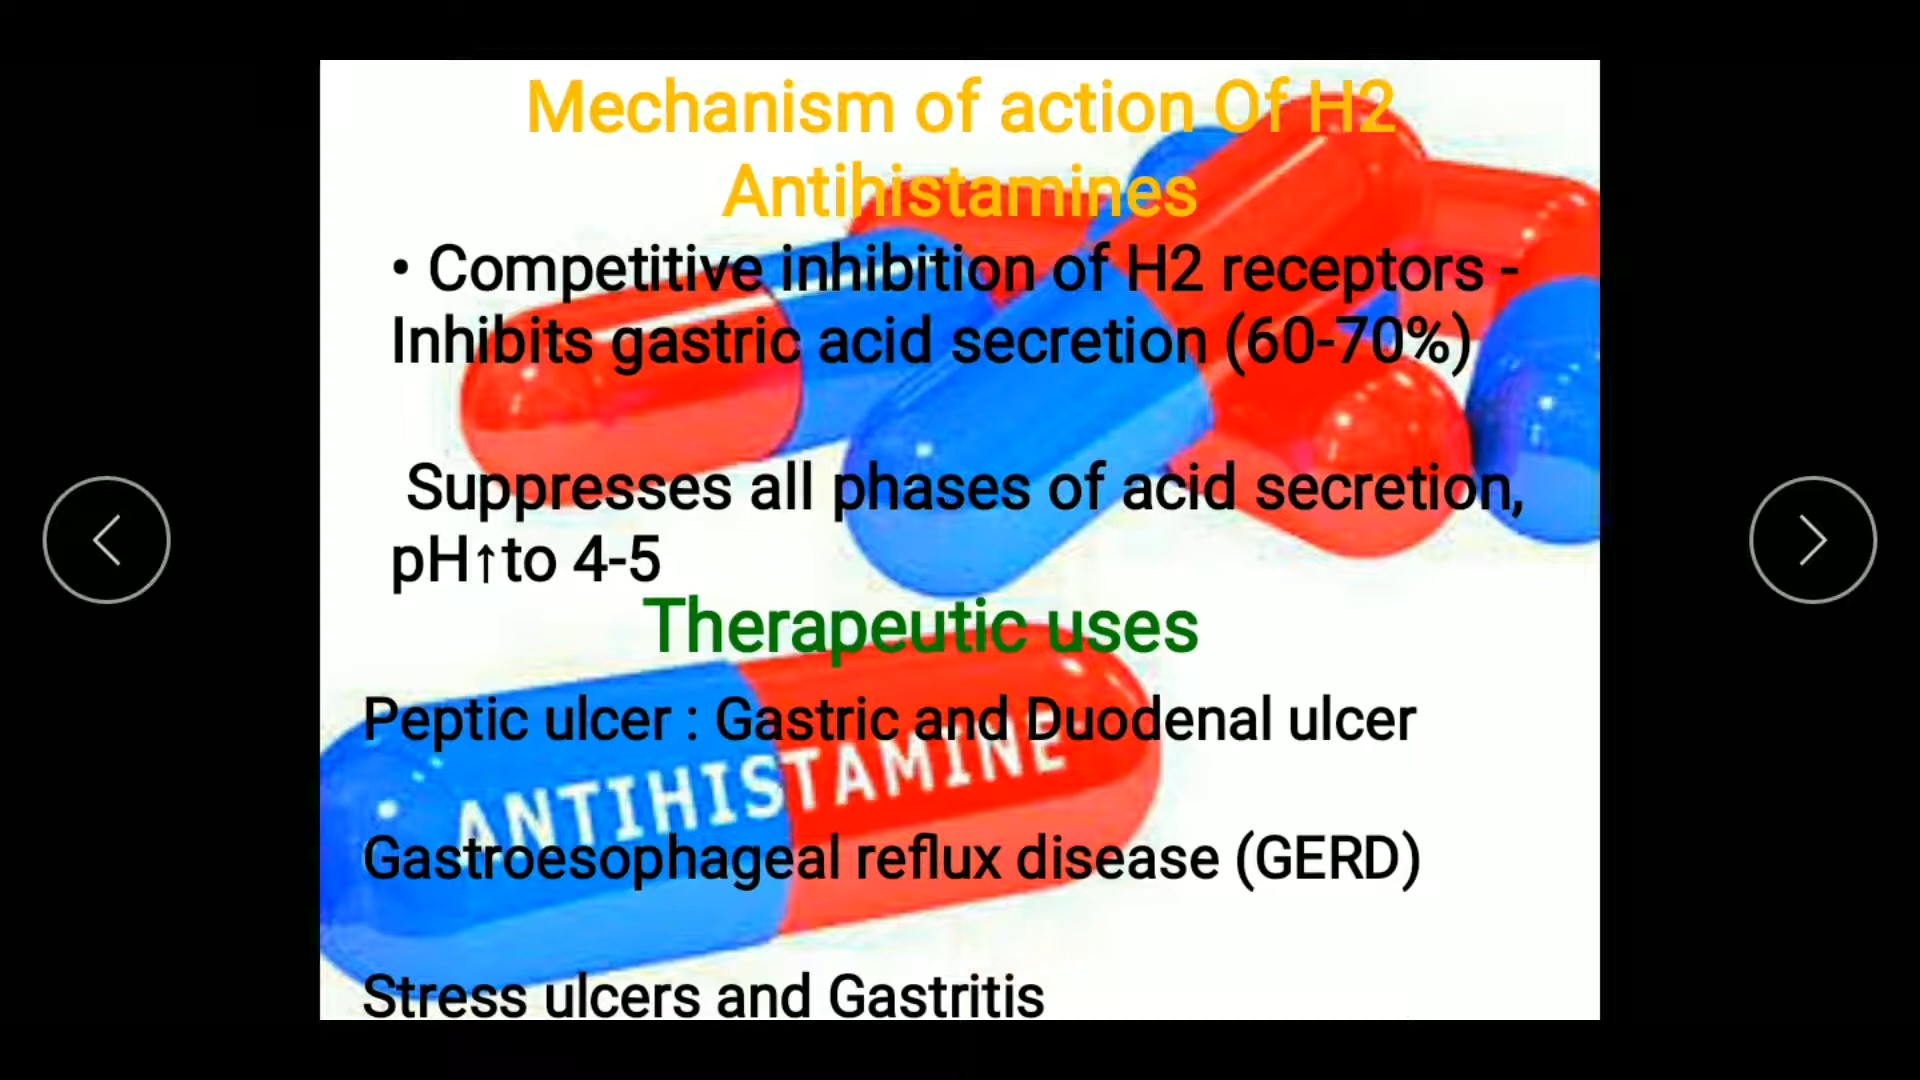 Mechanism of action Of H2
Antihistamines
• Competitive inhibition of H2 receptors -
Inhibits gastric acid secretion (60-70%)
Suppresses all phases of acid secretion,
pH↑to 4-5
Therapeutic uses
Peptic ulcer : Gastric and Duodenal ulcer
ANTIHISTAMINE
Gastroesophageal reflux disease (GERD)
Stress ulcers and Gastritis